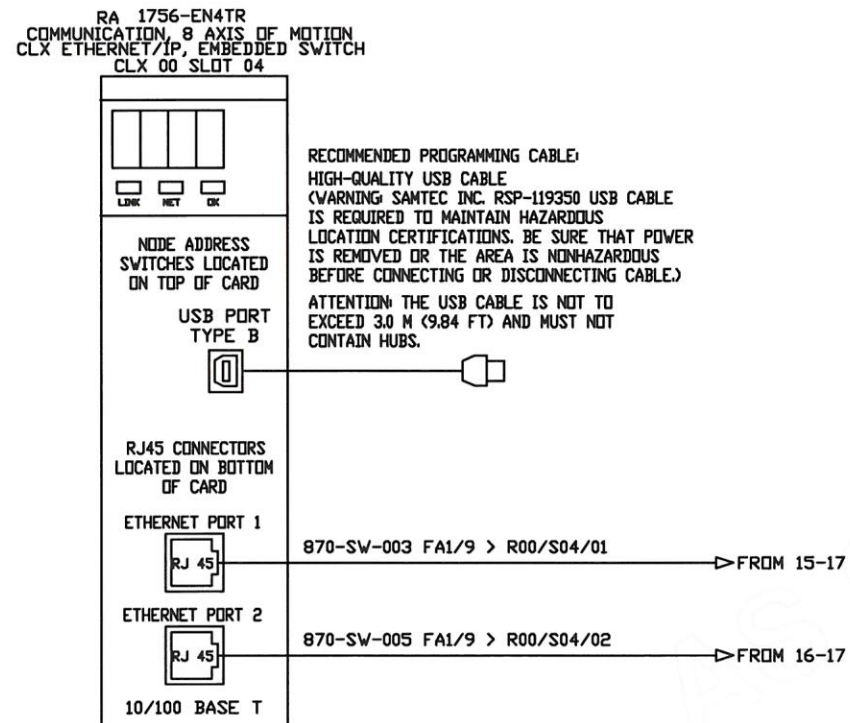 RA 1756-EN4TR
COMMUNICATION, 8 AXIS OF MOTION
CLX ETHERNET/IP, EMBEDDED SWITCH
CLX 00 SLOT 04
LINK NET OK
NODE ADDRESS
SWITCHES LOCATED
ON TOP OF CARD
USB PORT
TYPE B
RECOMMENDED PROGRAMMING CABLE:
HIGH-QUALITY USB CABLE
(WARNING: SAMTEC INC. RSP-119350 USB CABLE
IS REQUIRED TO MAINTAIN HAZARDOUS
LOCATION CERTIFICATIONS. BE SURE THAT POWER
IS REMOVED OR THE AREA IS NONHAZARDOUS
BEFORE CONNECTING OR DISCONNECTING CABLE.)
ATTENTION: THE USB CABLE IS NOT TO
EXCEED 3.0 M (9.84 FT) AND MUST NOT
CONTAIN HUBS.
RJ45 CONNECTORS
LOCATED ON BOTTOM
OF CARD
ETHERNET PORT 1
RJ 45
870-SW-003 FA1/9 > R00/S04/01
FROM 15-17
ETHERNET PORT 2
RJ 45
870-SW-005 FA1/9 > R00/S04/02
FROM 16-17
10/100 BASE T